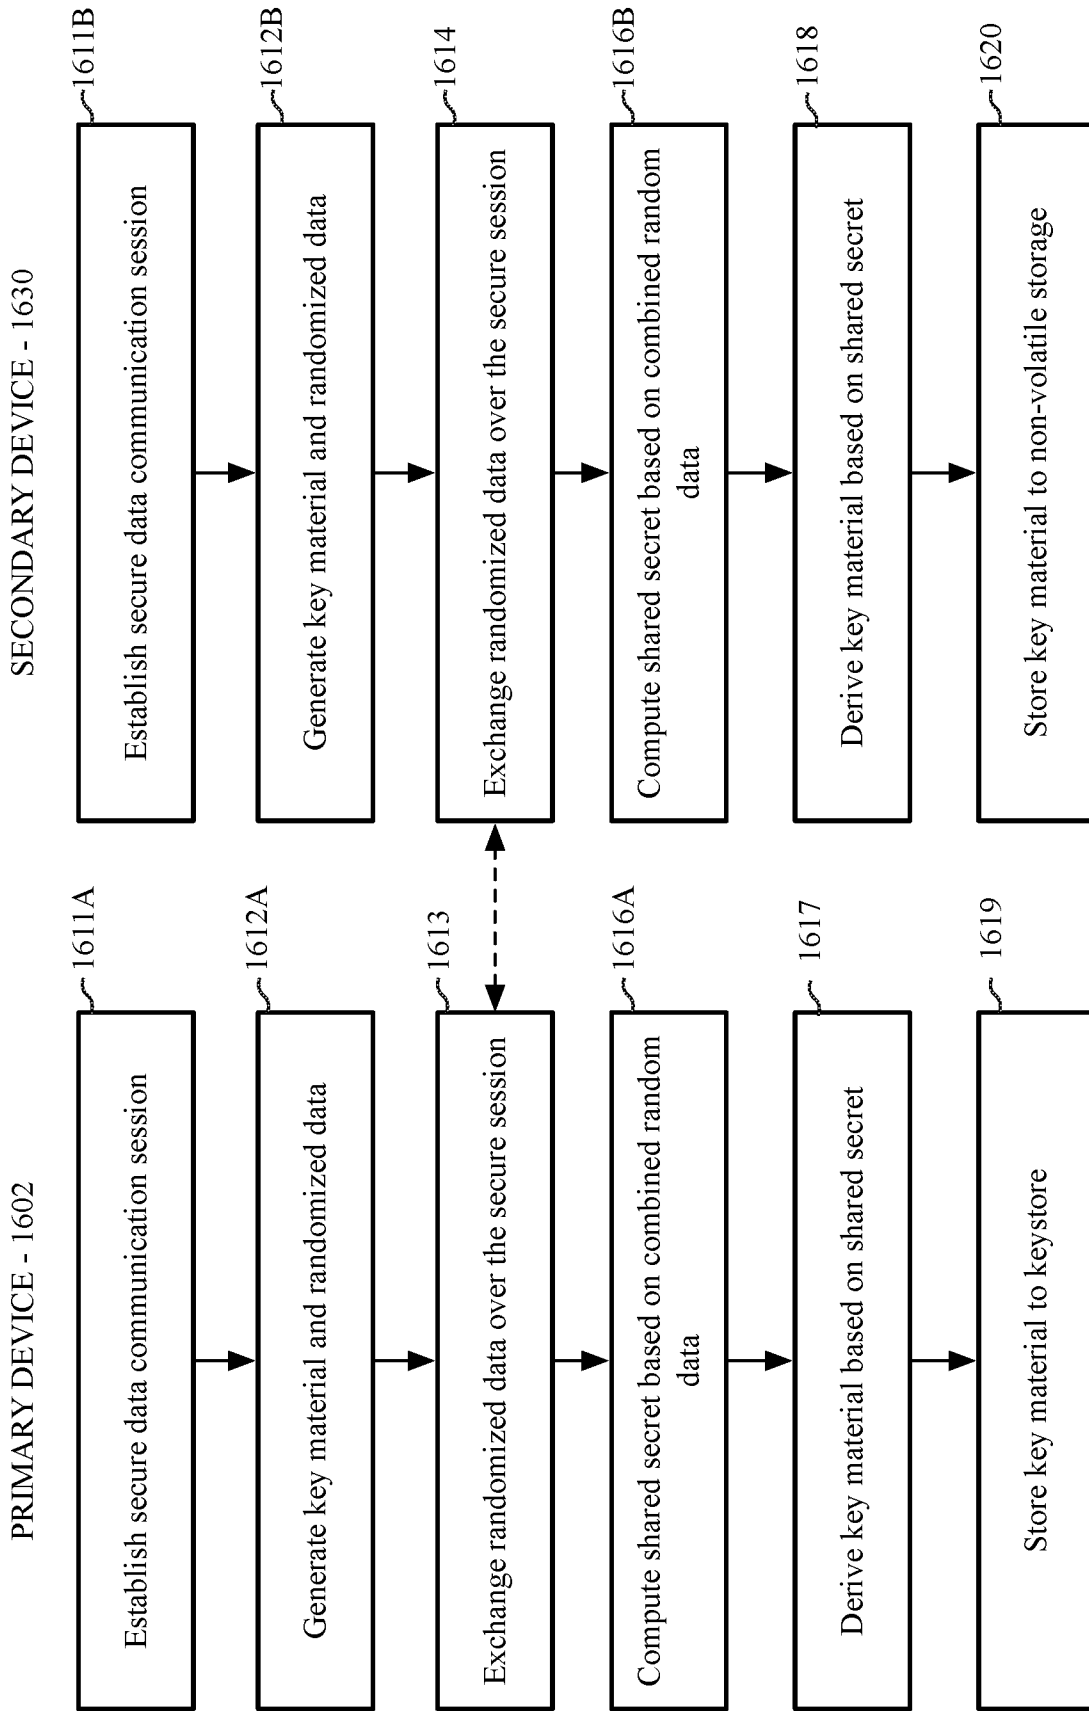 PRIMARY DEVICE - 1602
1611A
Establish secure data communication session
1612A
Generate key material and randomized data
1613
Exchange randomized data over the secure session
1616A
Compute shared secret based on combined random
data
1617
Derive key material based on shared secret
1619
Store key material to keystore
SECONDARY DEVICE - 1630
1611B
Establish secure data communication session
1612B
Generate key material and randomized data
1614
Exchange randomized data over the secure session
1616B
Compute shared secret based on combined random
data
1618
Derive key material based on shared secret
1620
Store key material to non-volatile storage